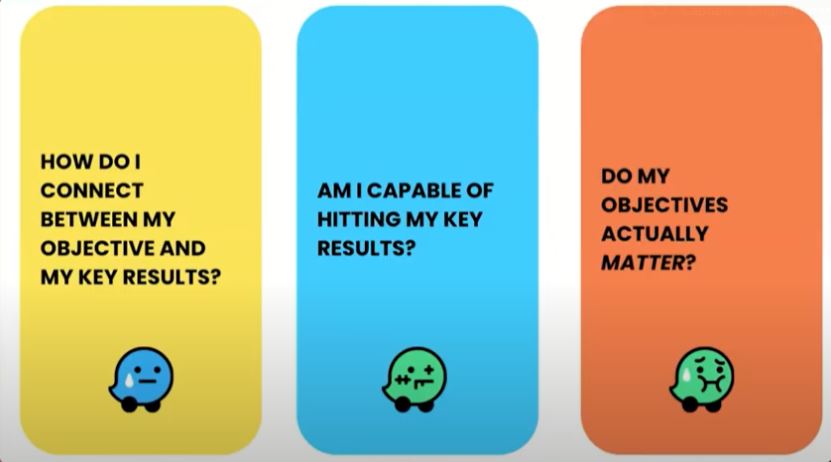 HOW DO I
CONNECT
BETWEEN MY
OBJECTIVE AND
MY KEY RESULTS?
AM I CAPABLE OF
HITTING MY KEY
RESULTS?
DO MY
OBJECTIVES
ACTUALLY
MATTER?